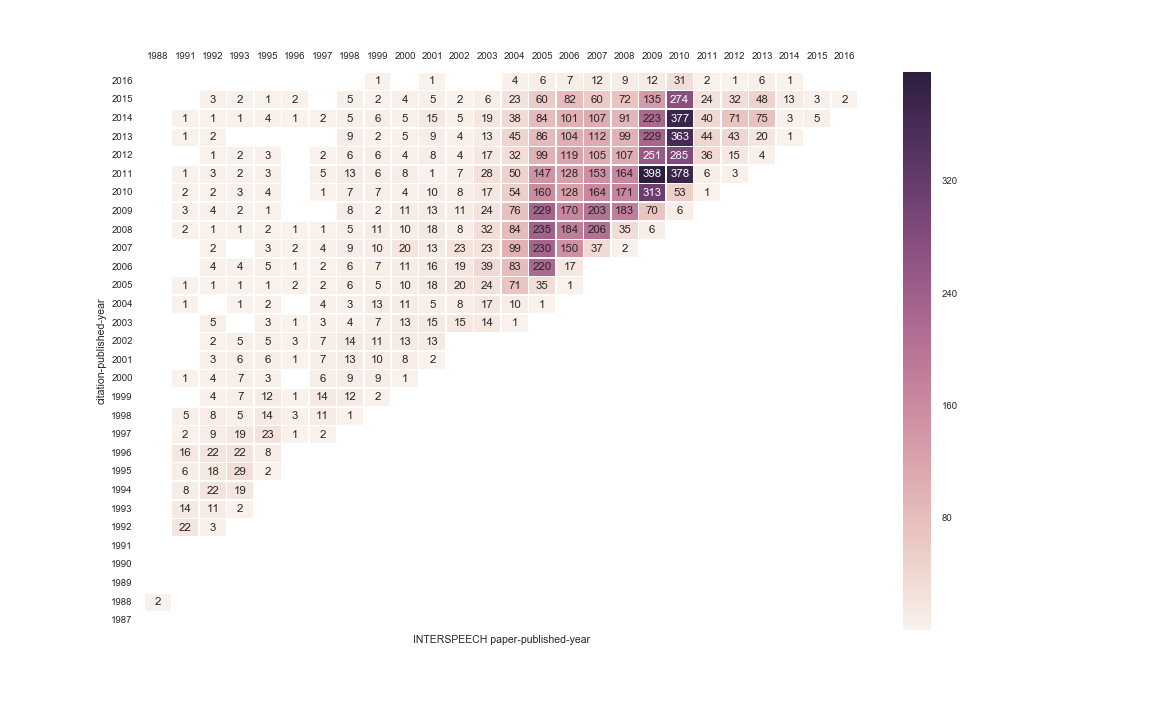 1988 1991 1992 1993 1995 1996 1997 1998 1999 2000 2001 2002 2003 2004 2005 2006 2007 2008 2009 2010 2011 2012 2013 2014 2015 2016
2016 1 1 4 6 7 12 9 12 31 2 1 6 1
2015 3 2 1 2 5 2 4 5 2 6 23 60 82 60 72 135 274 24 32 48 13 3 2
2014 1 1 1 4 1 2 5 6 5 15 5 19 38 84 101 107 91 223 377 40 71 75 3 5
2013 1 2 9 2 5 9 4 13 45 86 104 112 99 229 363 44 43 20 1
2012 1 2 3 2 6 6 4 8 4 17 32 99 119 105 107 251 285 36 15 4
2011 1 3 2 3 5 13 6 8 1 7 28 50 147 128 153 164 398 378 6 3
2010 2 2 3 4 1 7 7 4 10 8 17 54 160 128 164 171 313 53 1
2009 3 4 2 1 8 2 11 13 11 24 76 229 170 203 183 70 6
2008 2 1 1 2 1 1 5 11 10 18 8 32 84 235 184 206 35 6
2007 2 3 2 4 9 10 20 13 23 23 99 230 150 37 2
2006 4 4 5 1 2 6 7 11 16 19 39 83 220 17
2005 1 1 1 1 2 2 6 5 10 18 20 24 71 35 1
2004 1 1 2 4 3 13 11 5 8 17 10 1
2003 5 3 1 3 4 7 13 15 15 14 1
2002 2 5 5 3 7 14 11 13 13
2001 3 6 6 1 7 13 10 8 2
2000 1 4 7 3 6 9 9 1
1999 4 7 12 1 14 12 2
1998 5 8 5 14 3 11 1
1997 2 9 19 23 1 2
1996 16 22 22 8
1995 6 18 29 2
1994 8 22 19
1993 14 11 2
1992 22 3
1991
1990
1989
1988 2
1987
citation-published-year
INTERSPEECH paper-published-year
320
240
160
80